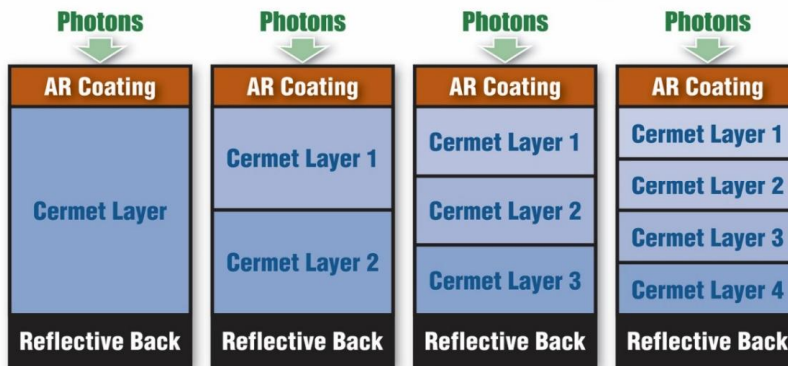 Photons
AR Coating
Cermet Layer
Reflective Back
Photons
AR Coating
Cermet Layer 1
Cermet Layer 2
Reflective Back
Photons
AR Coating
Cermet Layer 1
Cermet Layer 2
Cermet Layer 3
Reflective Back
Photons
AR Coating
Cermet Layer 1
Cermet Layer 2
Cermet Layer 3
Cermet Layer 4
Reflective Back